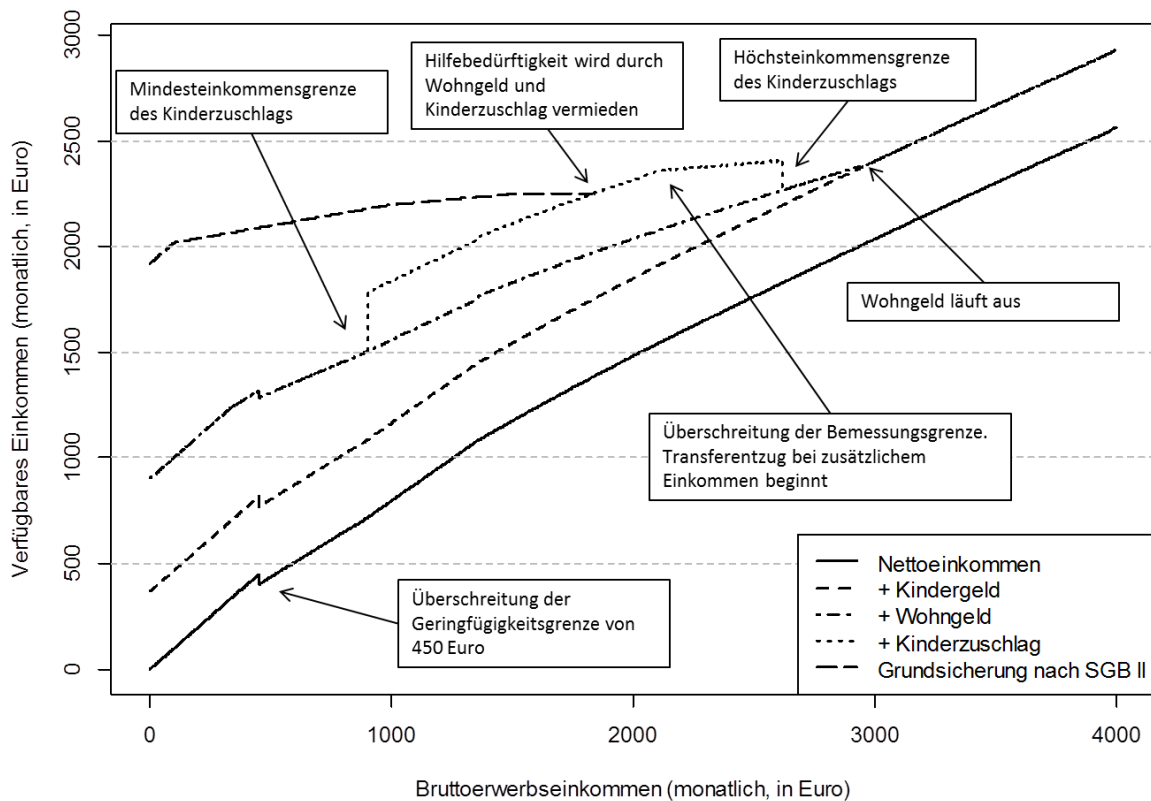 Verfügbares Einkommen (monatlich, in Euro)
3000
2500
2000
1500
1000
500
0
Mindesteinkommensgrenze
des Kinderzuschlags
Hilfebedürftigkeit wird durch
Wohngeld und
Kinderzuschlag vermieden
Höchsteinkommensgrenze
des Kinderzuschlags
Wohngeld läuft aus
Überschreitung der Bemessungsgrenze.
Transferentzug bei zusätzlichem
Einkommen beginnt
Überschreitung der
Geringfügigkeitsgrenze von
450 Euro
Nettoeinkommen
+ Kindergeld
+ Wohngeld
+ Kinderzuschlag
Grundsicherung nach SGB II
0
1000
2000
3000
4000
Bruttoerwerbseinkommen (monatlich, in Euro)